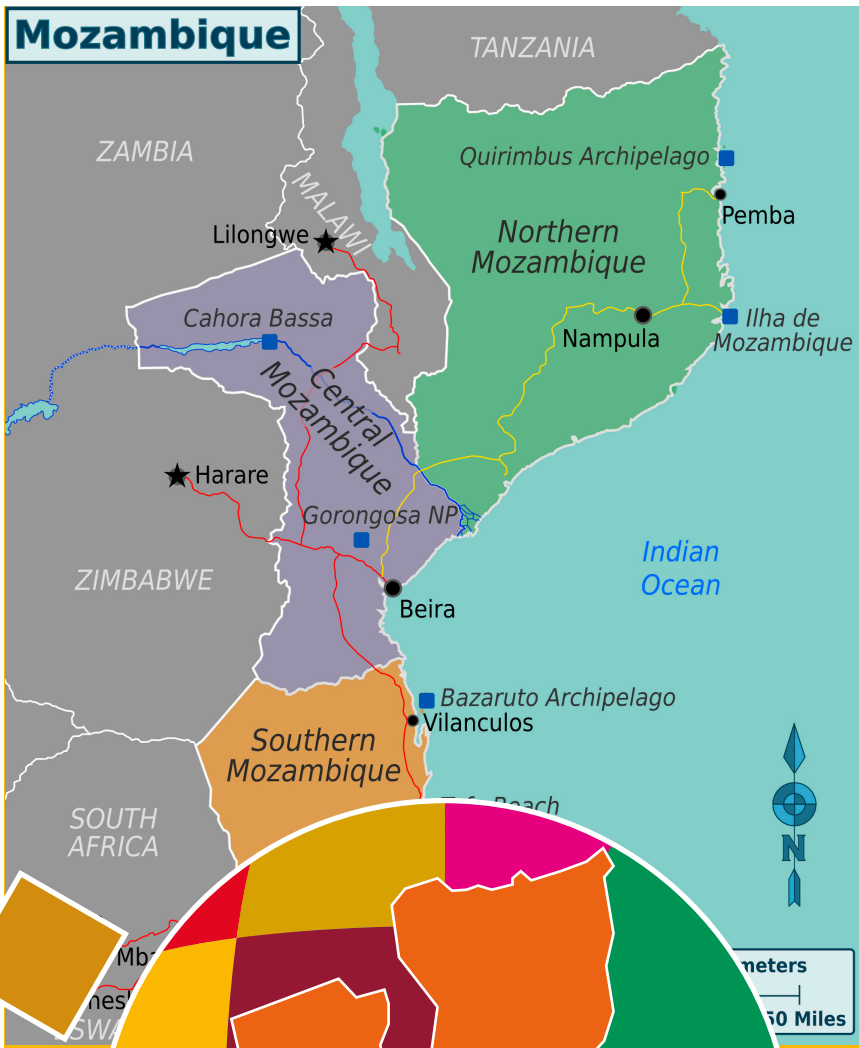 Mozambique
TANZANIA
ZAMBIA
Quirimbus Archipelago
MALAWI
Pemba
Lilongwe
Northern
Mozambique
Cahora Bassa
Ilha de
Mozambique
Nampula
Central
Mozambique
Harare
Gorongosa NP
Indian
Ocean
ZIMBABWE
Beira
Bazaruto Archipelago
Vilanculos
Southern
Mozambique
Beach
SOUTH
AFRICA
N
meters
Miles